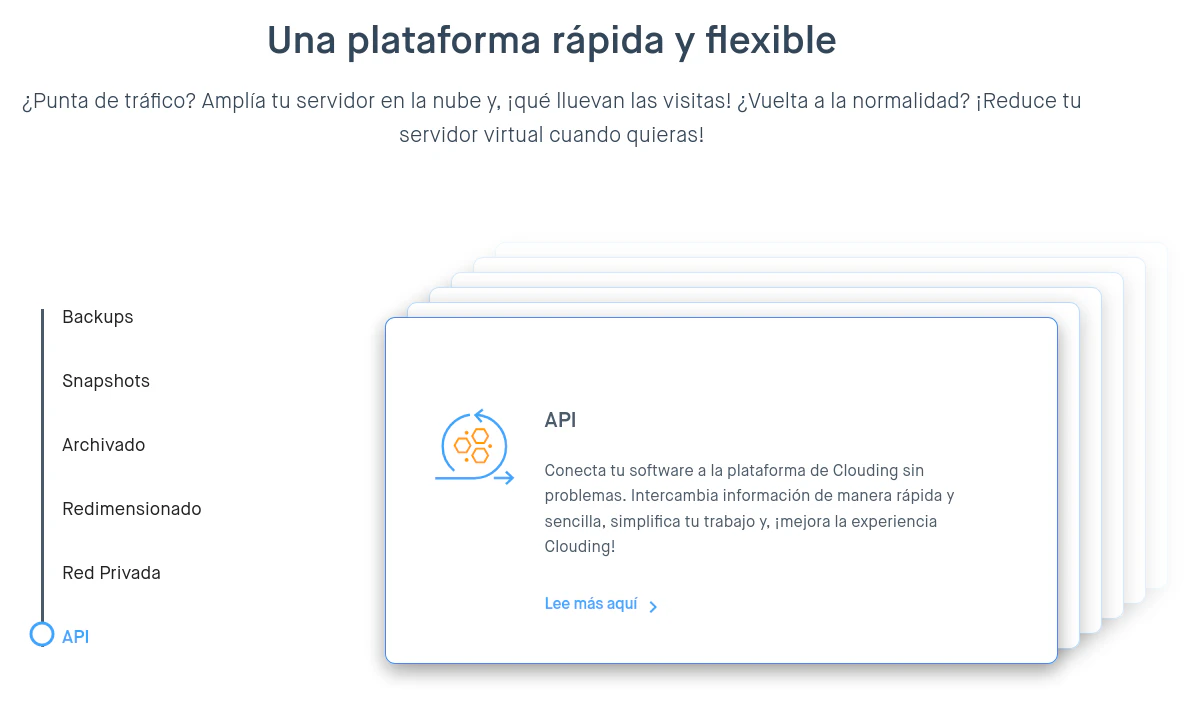 Una plataforma rápida y flexible
¿Punta de tráfico? Amplía tu servidor en la nube y, ¡qué lluevan las visitas! ¿Vuelta a la normalidad? ¡Reduce tu
servidor virtual cuando quieras!
Backups
Snapshots
Archivado
Redimensionado
Red Privada
API
API
Conecta tu software a la plataforma de Clouding sin
problemas. Intercambia información de manera rápida y
sencilla, simplifica tu trabajo y, ¡mejora la experiencia
Clouding!
Lee más aquí